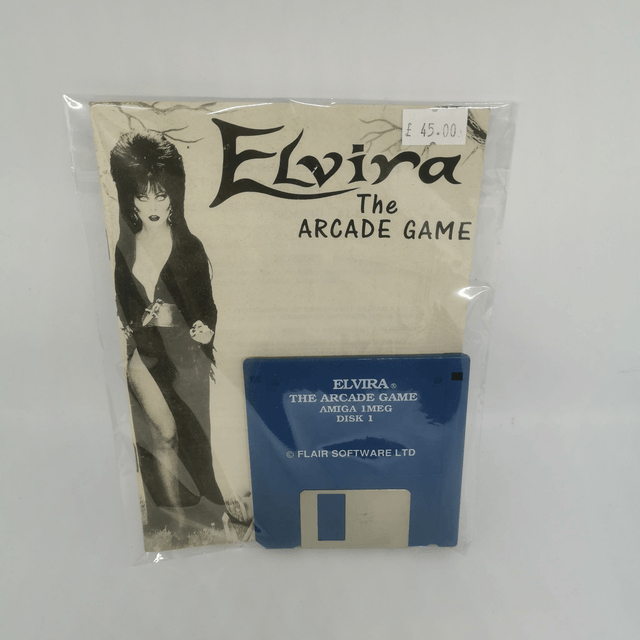 £ 45.00
Elvira
The
ARCADE GAME
ELVIRA®
THE ARCADE GAME
AMIGA 1MEG
DISK 1
© FLAIR SOFTWARE LTD